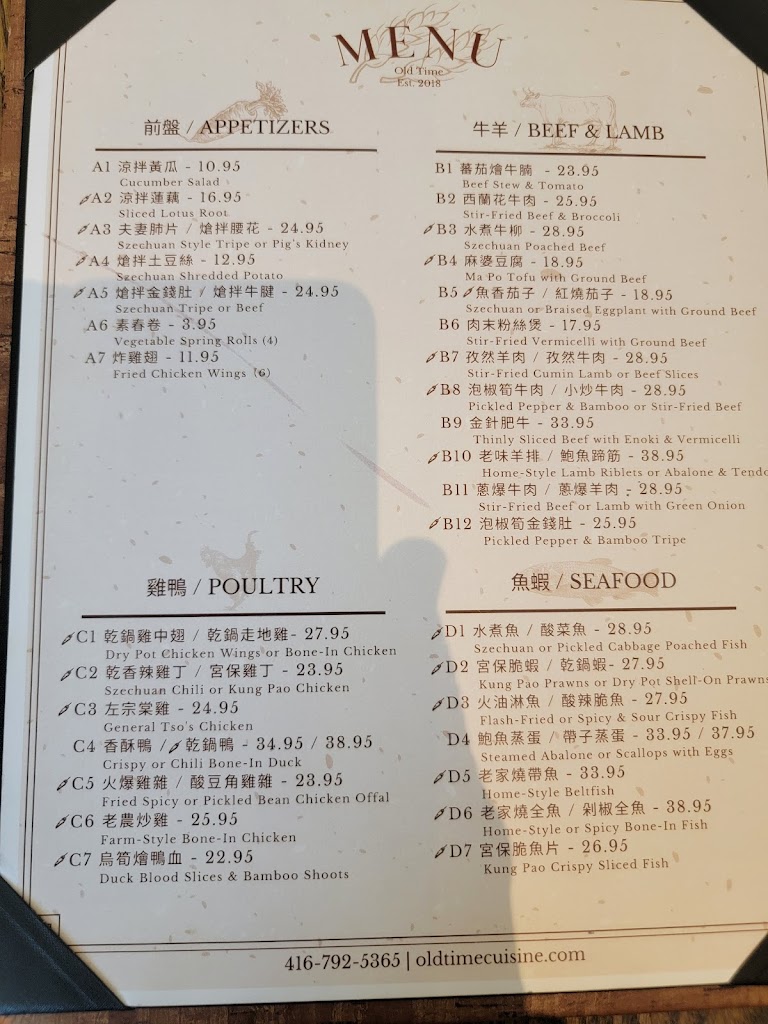 MENU
Old Time
Est. 2018
前盤 / APPETIZERS
A1 涼拌黃瓜 - 10.95
Cucumber Salad
A2 涼拌蓮藕 - 16.95
Sliced Lotus Root
A3 夫妻肺片 / 熗拌腰花 - 24.95
Szechuan Style Tripe or Pig's Kidney
A4 熗拌土豆絲 - 12.95
Szechuan Shredded Potato
A5 熗拌金錢肚 / 熗拌牛腱 - 24.95
Szechuan Tripe or Beef
A6 素春卷 - 3.95
Vegetable Spring Rolls (4)
A7 炸雞翅 - 11.95
Fried Chicken Wings (6)
牛羊 / BEEF & LAMB
B1 蕃茄燴牛腩 - 23.95
Beef Stew & Tomato
B2 西蘭花牛肉 - 25.95
Stir-Fried Beef & Broccoli
B3 水煮牛柳 - 28.95
Szechuan Poached Beef
B4 麻婆豆腐 - 18.95
Ma Po Tofu with Ground Beef
B5 魚香茄子 / 紅燒茄子 - 18.95
Szechuan or Braised Eggplant with Ground Beef
B6 肉末粉絲煲 - 17.95
Stir-Fried Vermicelli with Ground Beef
B7 孜然羊肉 / 孜然牛肉 - 28.95
Stir-Fried Cumin Lamb or Beef Slices
B8 泡椒筍牛肉 / 小炒牛肉 - 28.95
Pickled Pepper & Bamboo or Stir-Fried Beef
B9 金針肥牛 - 33.95
Thinly Sliced Beef with Enoki & Vermicelli
B10 老味羊排 / 鮑魚蹄筋 - 38.95
Home-Style Lamb Riblets or Abalone & Tendo
B11 蔥爆牛肉 / 蔥爆羊肉 - 28.95
Stir-Fried Beef or Lamb with Green Onion
B12 泡椒筍金錢肚 - 25.95
Pickled Pepper & Bamboo Tripe
雞鴨 / POULTRY
C1 乾鍋雞中翅 / 乾鍋走地雞- 27.95
Dry Pot Chicken Wings or Bone-In Chicken
C2 乾香辣雞丁 / 宮保雞丁 - 23.95
Szechuan Chili or Kung Pao Chicken
C3 左宗棠雞 - 24.95
General Tso's Chicken
C4 香酥鴨 / 乾鍋鴨 - 34.95 / 38.95
Crispy or Chili Bone-In Duck
C5 火爆雞雜 / 酸豆角雞雜 - 23.95
Fried Spicy or Pickled Bean Chicken Offal
C6 老農炒雞 - 25.95
Farm-Style Bone-In Chicken
C7 烏筍燴鴨血 - 22.95
Duck Blood Slices & Bamboo Shoots
魚蝦 / SEAFOOD
D1 水煮魚 / 酸菜魚 - 28.95
Szechuan or Pickled Cabbage Poached Fish
D2 宮保脆蝦 / 乾鍋蝦- 27.95
Kung Pao Prawns or Dry Pot Shell-On Prawns
D3 火油淋魚 / 酸辣脆魚 - 27.95
Flash-Fried or Spicy & Sour Crispy Fish
D4 鮑魚蒸蛋 / 帶子蒸蛋 - 33.95 / 37.95
Steamed Abalone or Scallops with Eggs
D5 老家燒帶魚 - 33.95
Home-Style Beltfish
D6 老家燒全魚 / 剁椒全魚 - 38.95
Home-Style or Spicy Bone-In Fish
D7 宮保脆魚片 - 26.95
Kung Pao Crispy Sliced Fish
416-792-5365 | oldtimecuisine.com